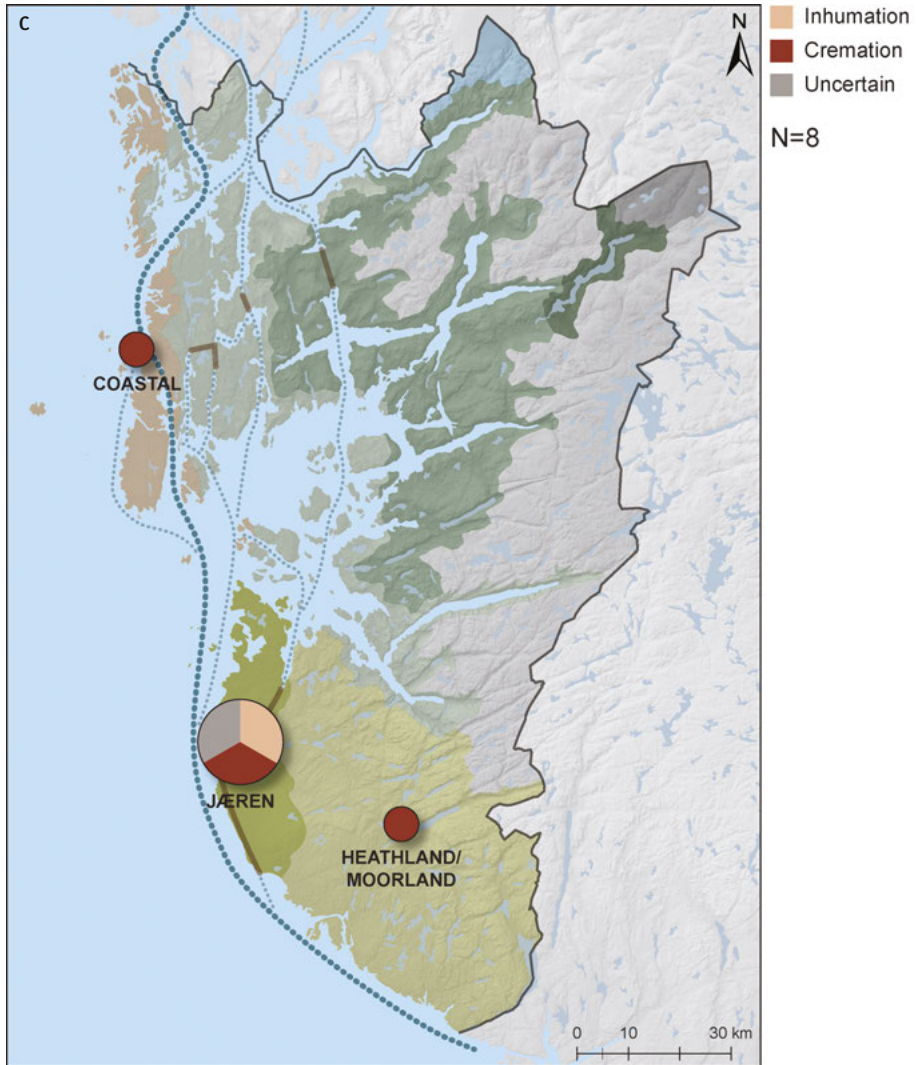 C
N
Inhumation
Cremation
Uncertain
N=8
COASTAL
JÆREN
HEATHLAND/
MOORLAND
0 10 30 km